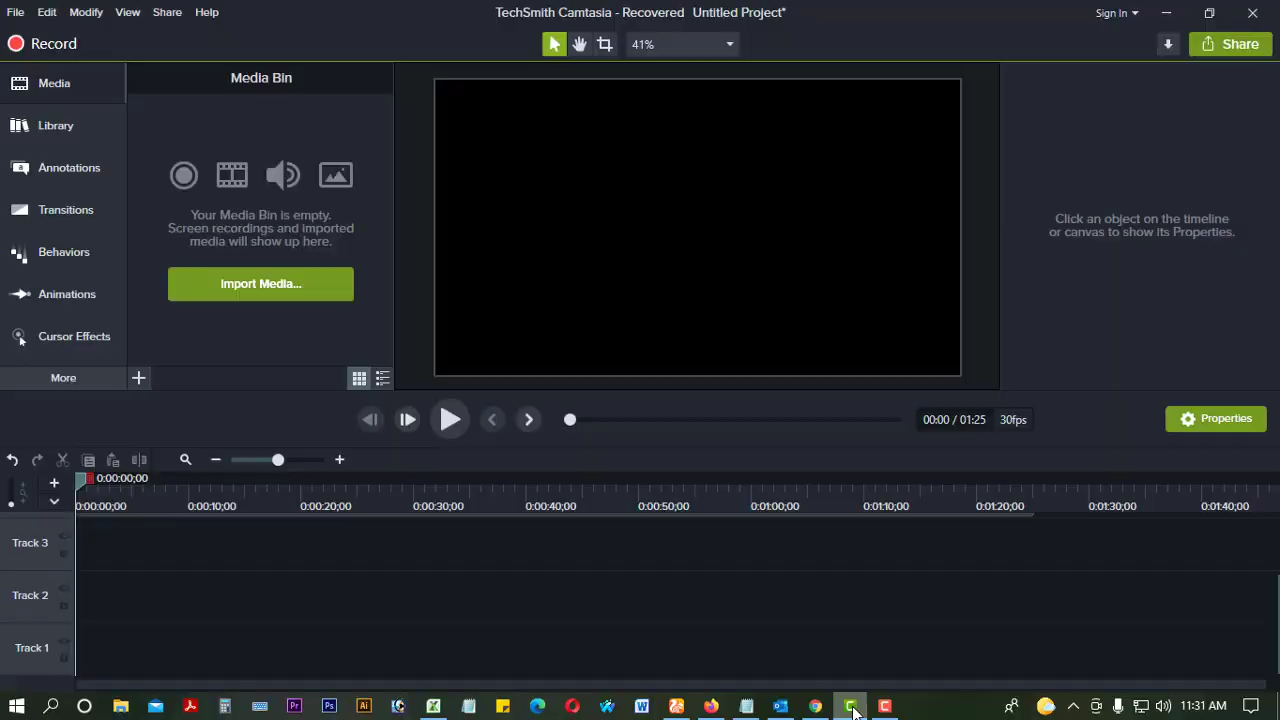 File Edit Modify View Share Help TechSmith Camtasia - Recovered Untitled Project* Sign In
Record 41% Share
Media Media Bin
Library
Annotations
Transitions
Behaviors
Animations
Cursor Effects
More
Your Media Bin is empty.
Screen recordings and imported
media will show up here.
Import Media...
Click an object on the timeline
or canvas to show its Properties.
00:00 / 01:25 30fps Properties
0:00:00;00
0:00:00;00 0:00:10;00 0:00:20;00 0:00:30;00 0:00:40;00 0:00:50;00 0:01:00;00 0:01:10;00 0:01:20;00 0:01:30;00 0:01:40;00
Track 3
Track 2
Track 1
Pr Ps Ai W C C 11:31 AM